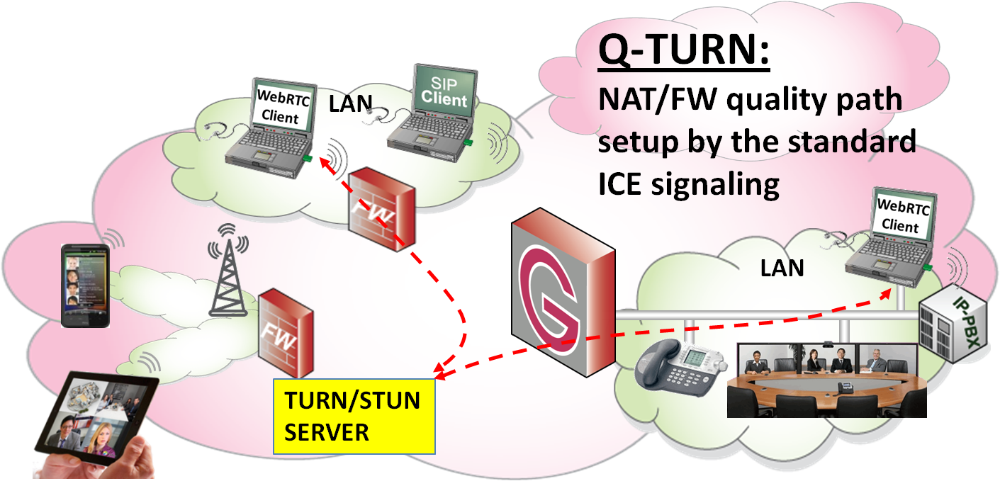 Q-TURN:
NAT/FW quality path
setup by the standard
ICE signaling
WebRTC
Client
LAN
SIP
Client
FW
WebRTC
Client
LAN
G
IP-PBX
FW
TURN/STUN
SERVER